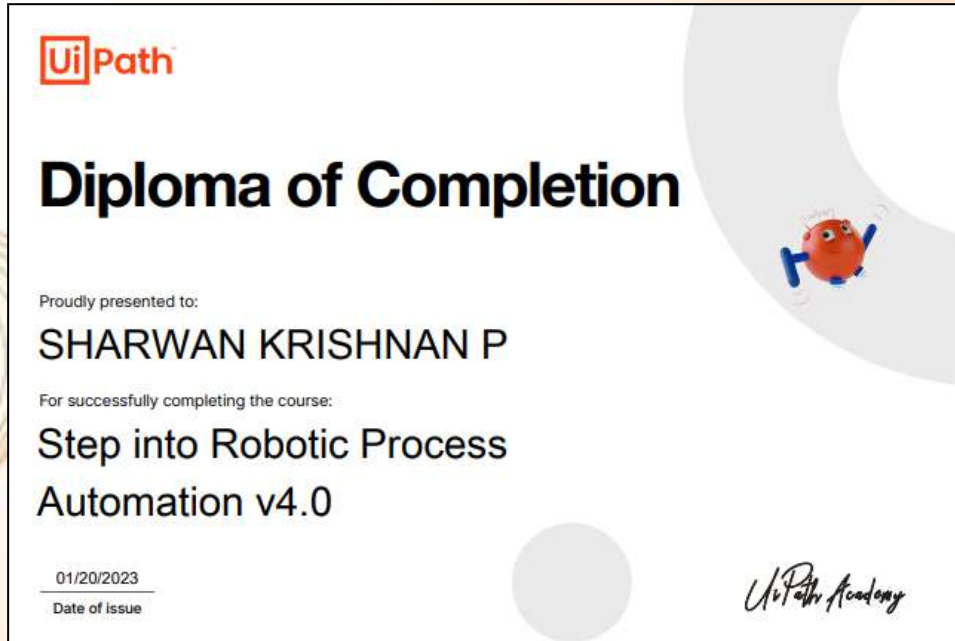 UiPath
Diploma of Completion
Proudly presented to:
SHARWAN KRISHNAN P
For successfully completing the course:
Step into Robotic Process
Automation v4.0
01/20/2023
Date of issue
UiPath Academy